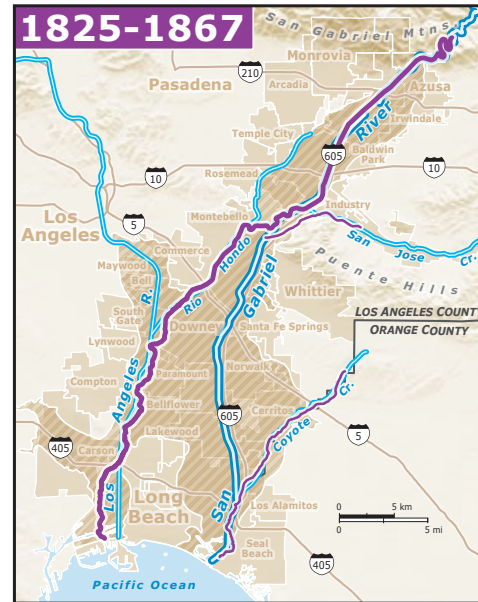 1825-1867
San Gabriel Mtns
Monrovia
210
Pasadena
Arcadia
Azusa
Irwindale
River
Temple City
605
Baldwin
Park
10
Rosemead
10
Los
Angeles
5
Montebello
Industry
San Jose Cr.
Commerce
Hondo
Rio
Gabriel
Puente Hills
Maywood
Bell
R.
Whittier
South
Gate
Downey
Santa Fe Springs
LOS ANGELES COUNT
ORANGE COUNTY
Lynwood
Angeles
Paramount
Norwalk
Compton
Bellflower
605
Cerritos
Coyote Cr.
5
Lakewood
405
Carson
Los
Long
Beach
San
Los Alamitos
0 5 km
0 5 mi
Seal
Beach
405
Pacific Ocean